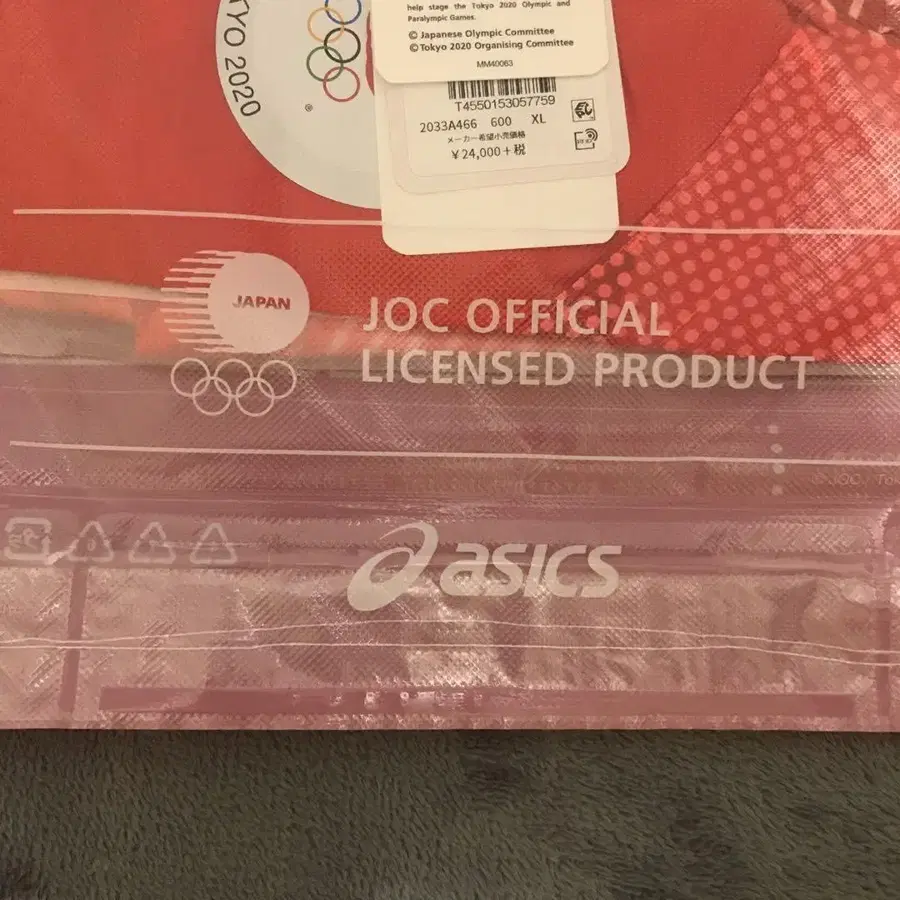 TYO 2020
®
help stage the Tokyo 2020 Olympic and
Paralympic Games.
© Japanese Olympic Committee
© Tokyo 2020 Organising Committee
MM40063
T4550153057759
2033A466 600 XL
メーカー希望小売価格
¥24,000+税
JAPAN
JOC OFFICIAL
LICENSED PRODUCT
asics